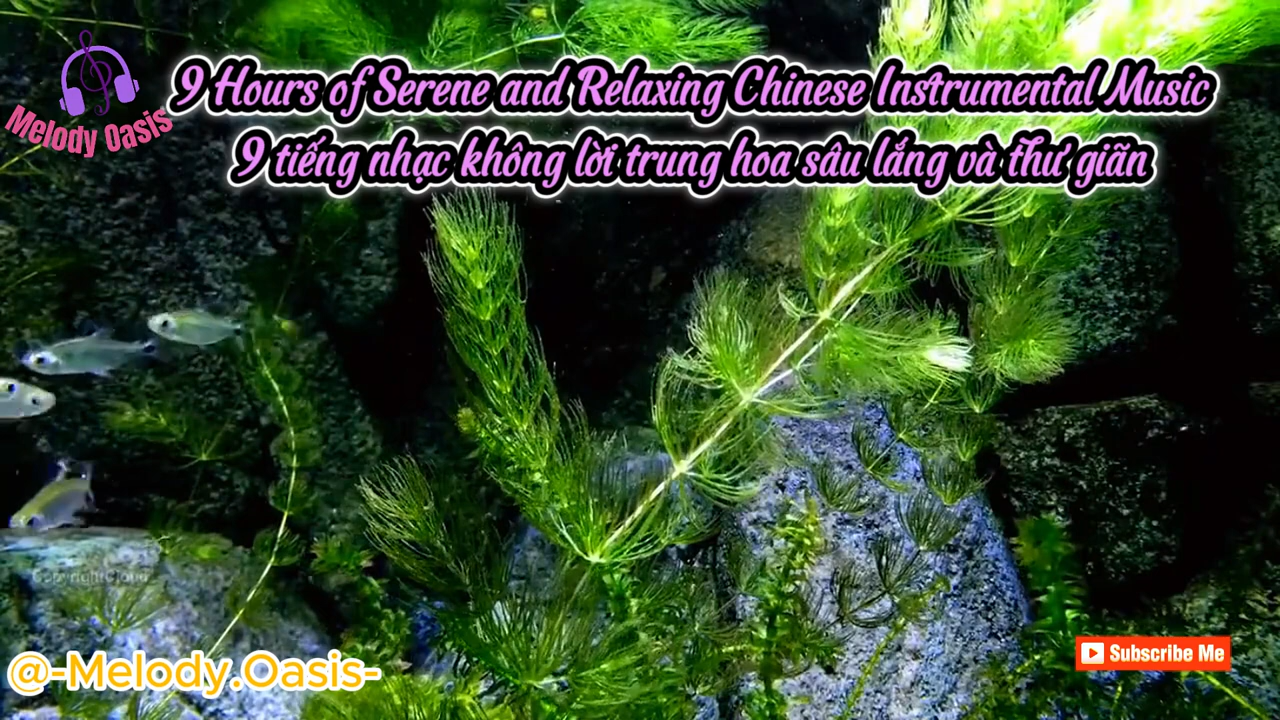 Melody Oasis
9 Hours of Serene and Relaxing Chinese Instrumental Music
9 tiếng nhạc không lời trung hoa sâu lắng và thư giãn
CopyrightCloud
@-Melody.Oasis-
Subscribe Me